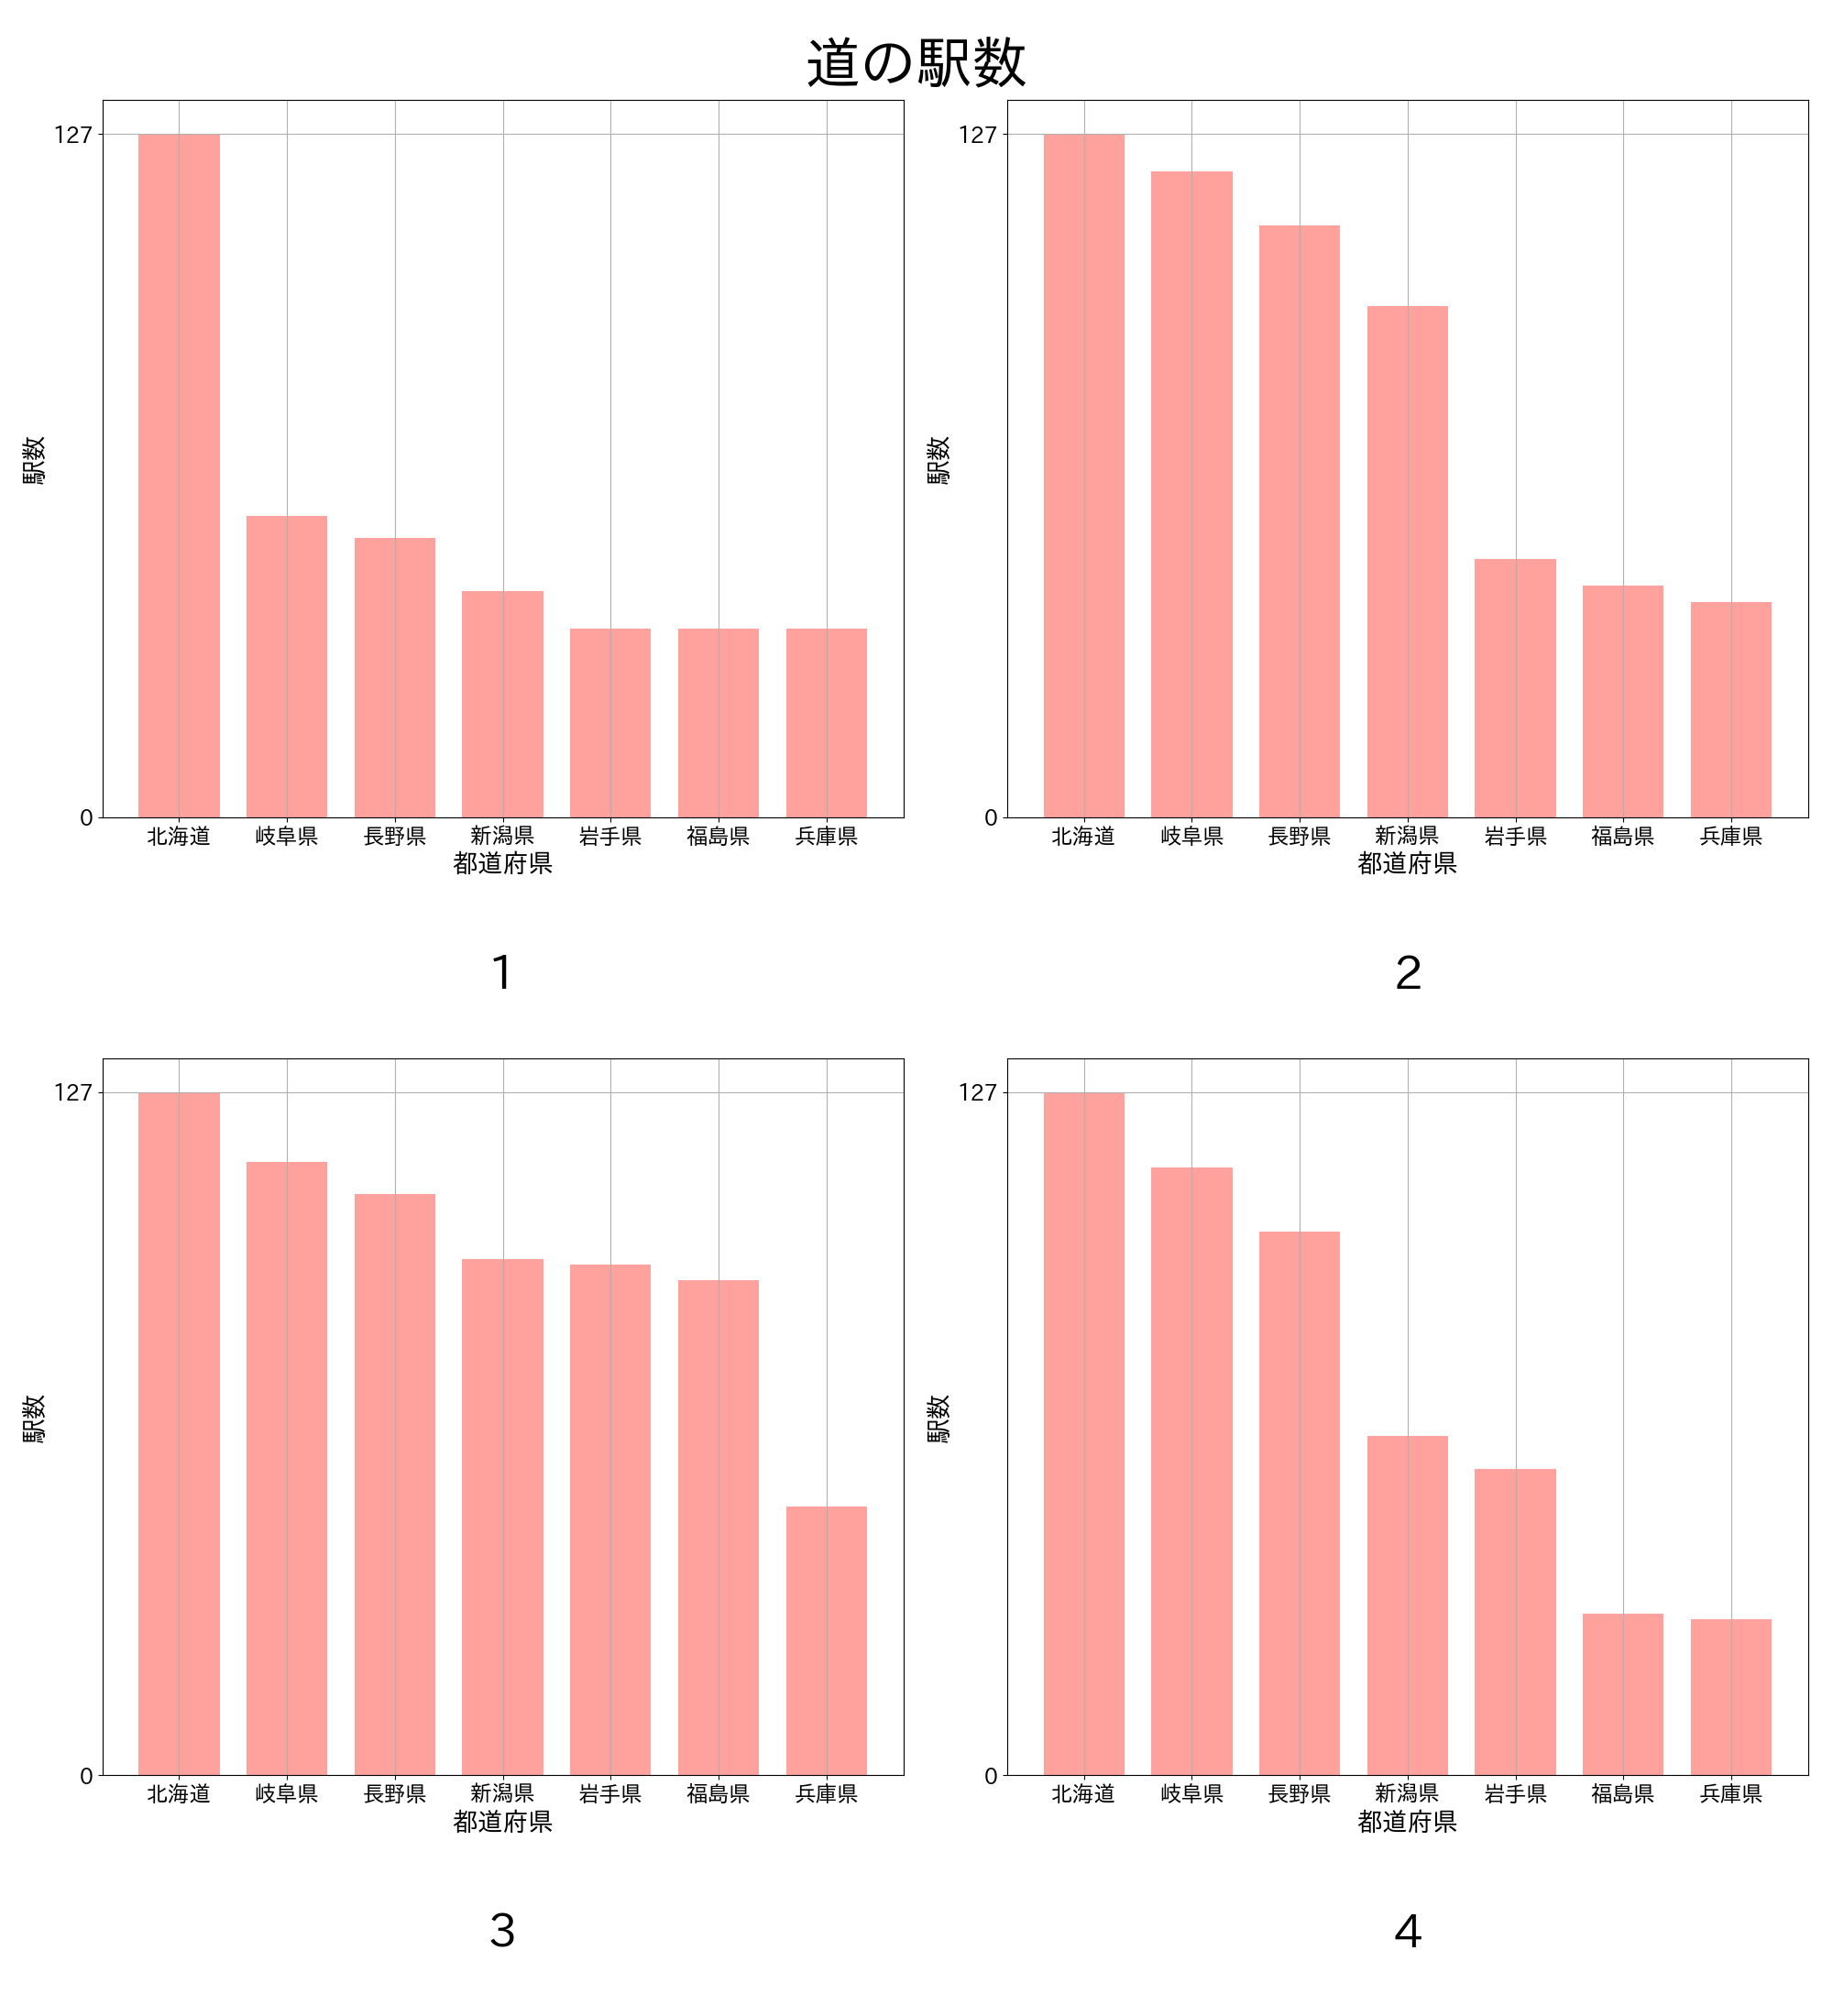 道の駅数
127
駅数
0
北海道 岐阜県 長野県 新潟県 岩手県 福島県 兵庫県
都道府県
1
127
駅数
0
北海道 岐阜県 長野県 新潟県 岩手県 福島県 兵庫県
都道府県
2
127
駅数
0
北海道 岐阜県 長野県 新潟県 岩手県 福島県 兵庫県
都道府県
3
127
駅数
0
北海道 岐阜県 長野県 新潟県 岩手県 福島県 兵庫県
都道府県
4